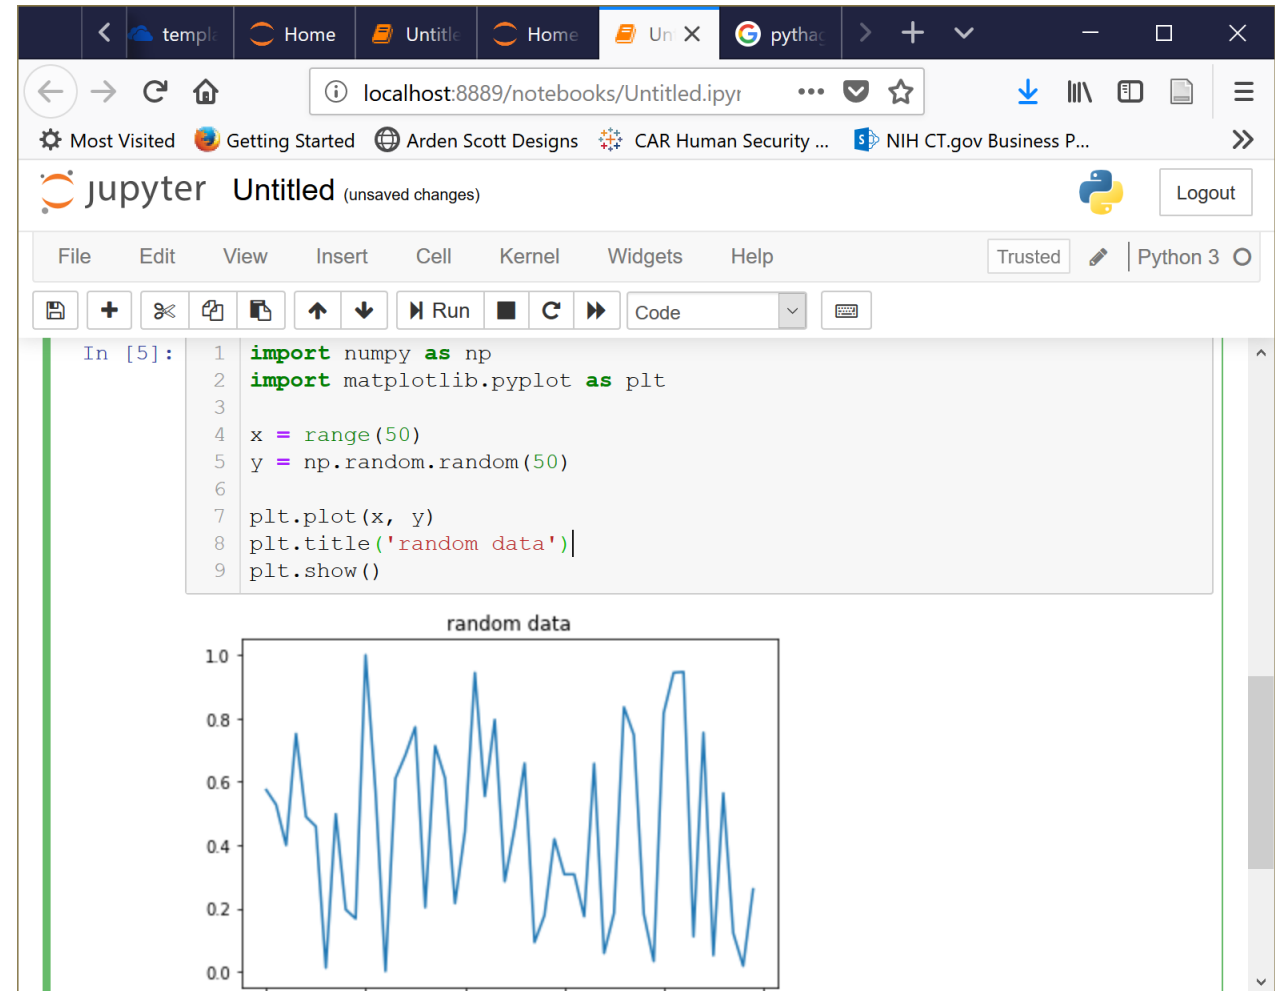 templ Home Untitle Home Un pythag
localhost:8889/notebooks/Untitled.ipyr
Most Visited Getting Started Arden Scott Designs CAR Human Security ... NIH CT.gov Business P...
jupyter Untitled (unsaved changes) Logout
File Edit View Insert Cell Kernel Widgets Help Trusted Python 3
Run Code
In [5]:
1 import numpy as np
2 import matplotlib.pyplot as plt
3
4 x = range(50)
5 y = np.random.random(50)
6
7 plt.plot(x, y)
8 plt.title('random data')
9 plt.show()
random data
1.0
0.8
0.6
0.4
0.2
0.0